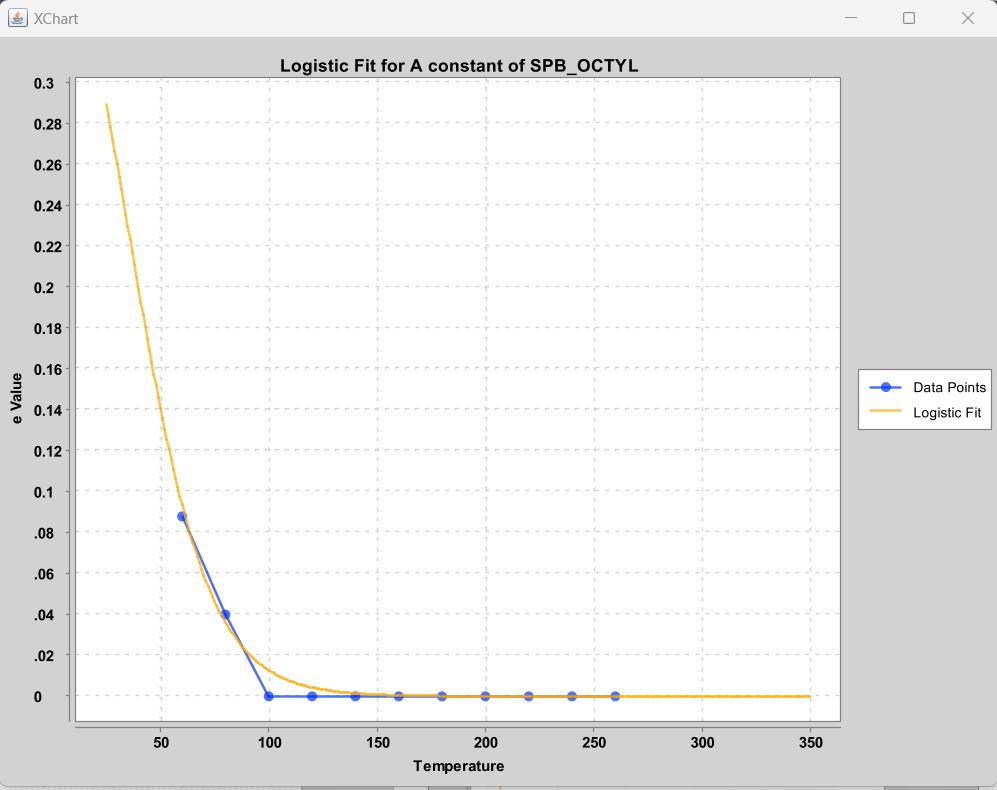 XChart
Logistic Fit for A constant of SPB_OCTYL
0.3
0.28
0.26
0.24
0.22
0.2
0.18
0.16
0.14
0.12
0.1
.08
.06
.04
.02
0
e Value
50 100 150 200 250 300 350
Temperature
Data Points
Logistic Fit